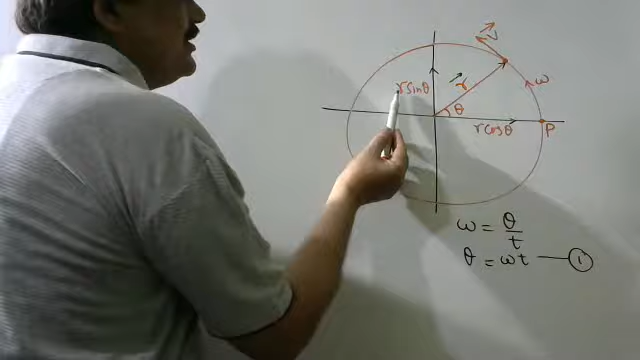 v⃗
r⃗
ω
r sinθ
θ
r cosθ
P
ω = θ/t
θ = ωt —— ①